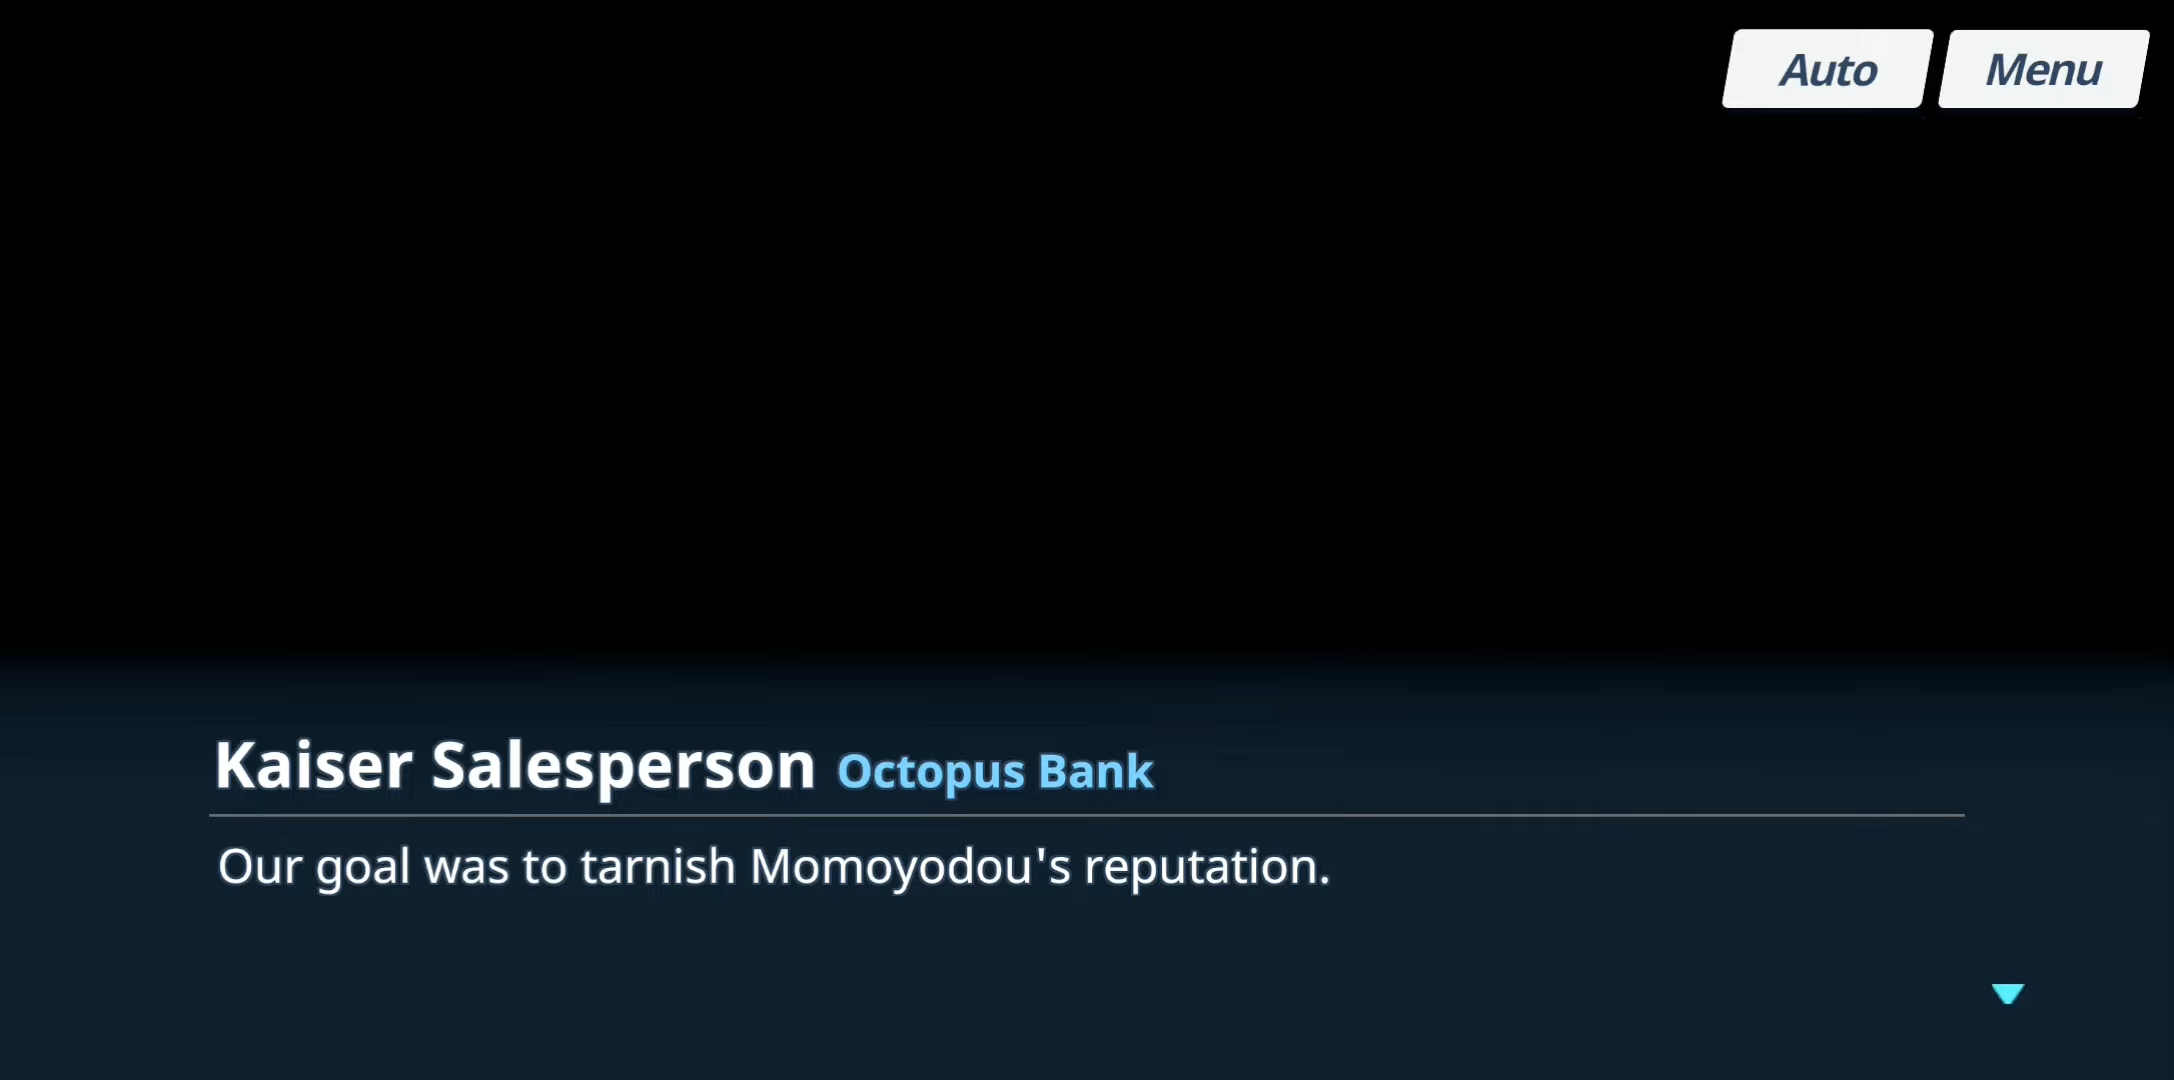 Auto Menu
Kaiser Salesperson Octopus Bank
Our goal was to tarnish Momoyodou's reputation.